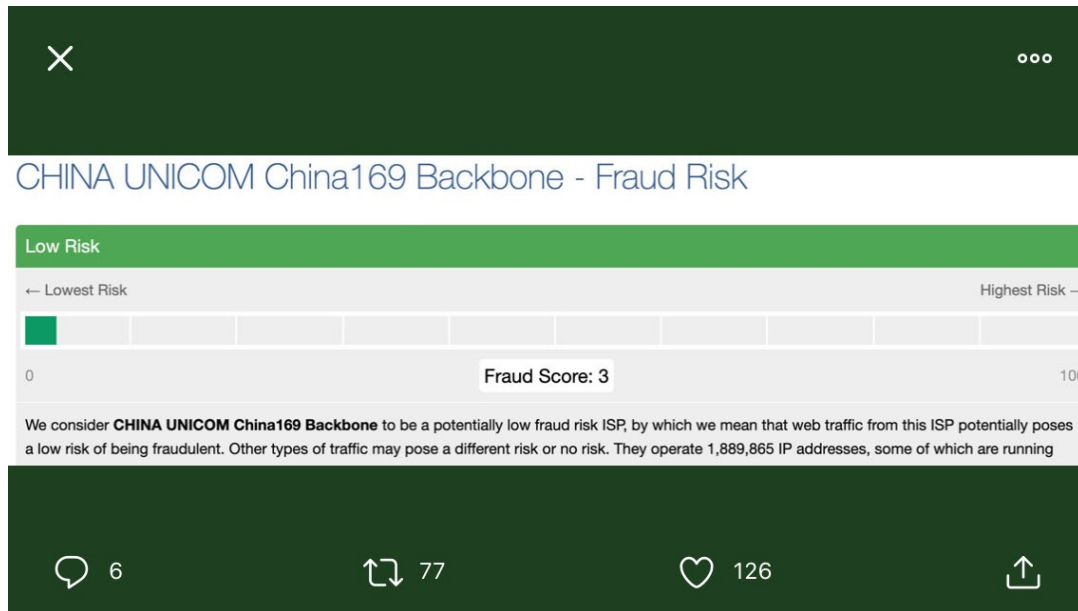 CHINA UNICOM China169 Backbone - Fraud Risk
Low Risk
← Lowest Risk
Highest Risk
0
Fraud Score: 3
We consider CHINA UNICOM China169 Backbone to be a potentially low fraud risk ISP, by which we mean that web traffic from this ISP potentially poses
a low risk of being fraudulent. Other types of traffic may pose a different risk or no risk. They operate 1,889,865 IP addresses, some of which are running
6
77
126